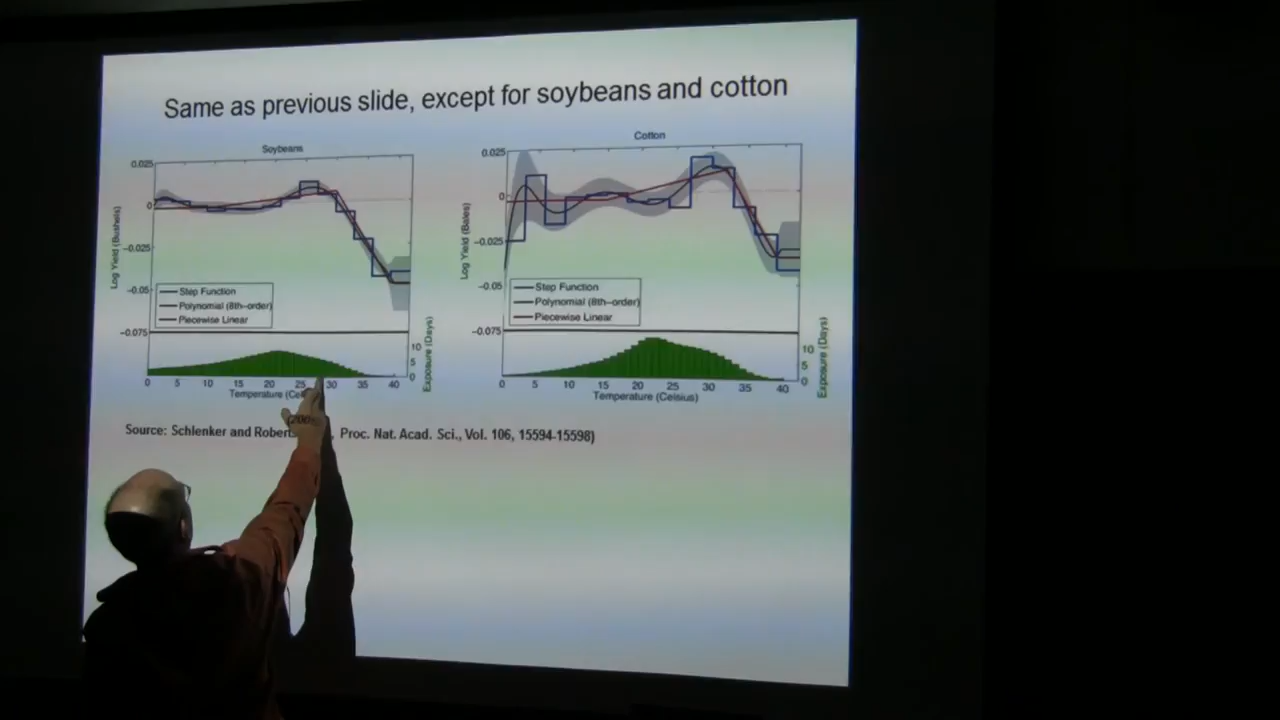 Same as previous slide, except for soybeans and cotton
Soybeans
0.025
0
−0.025
−0.05
−0.075
Log Yield (Bushels)
Step Function
Polynomial (8th−order)
Piecewise Linear
10
5
0
Exposure (Days)
0 5 10 15 20 25 30 35 40
Temperature (Cel
Cotton
0.025
0
−0.025
−0.05
−0.075
Log Yield (Bales)
Step Function
Polynomial (8th−order)
Piecewise Linear
10
5
0
Exposure (Days)
0 5 10 15 20 25 30 35 40
Temperature (Celsius)
Source: Schlenker and Robert , Proc. Nat. Acad. Sci., Vol. 106, 15594-15598)